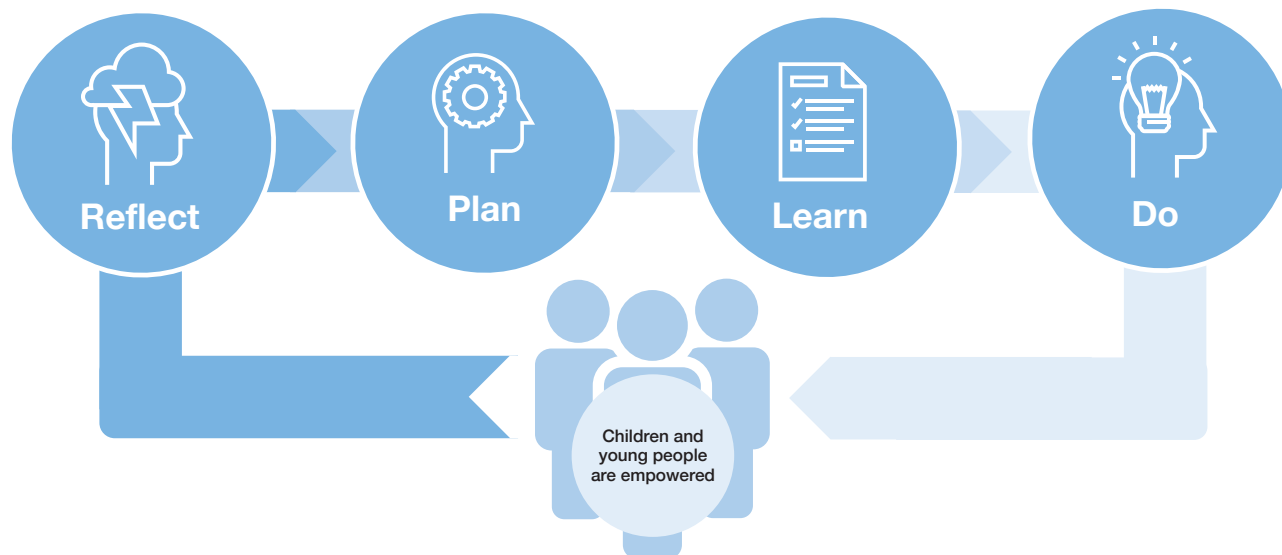 Reflect
Plan
Learn
Do
Children and
young people
are empowered